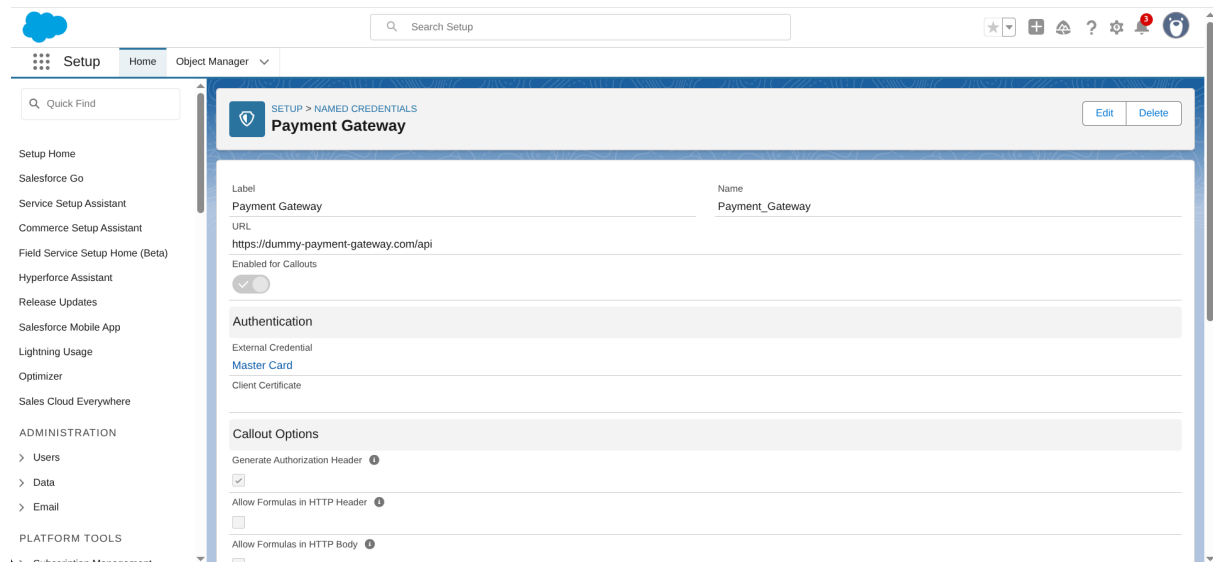 Search Setup
3
Setup
Home
Object Manager
Quick Find
Setup Home
Salesforce Go
Service Setup Assistant
Commerce Setup Assistant
Field Service Setup Home (Beta)
Hyperforce Assistant
Release Updates
Salesforce Mobile App
Lightning Usage
Optimizer
Sales Cloud Everywhere
ADMINISTRATION
Users
Data
Email
PLATFORM TOOLS
Subscription Management
SETUP > NAMED CREDENTIALS
Payment Gateway
Edit
Delete
Label
Payment Gateway
Name
Payment_Gateway
URL
https://dummy-payment-gateway.com/api
Enabled for Callouts
Authentication
External Credential
Master Card
Client Certificate
Callout Options
Generate Authorization Header
Allow Formulas in HTTP Header
Allow Formulas in HTTP Body